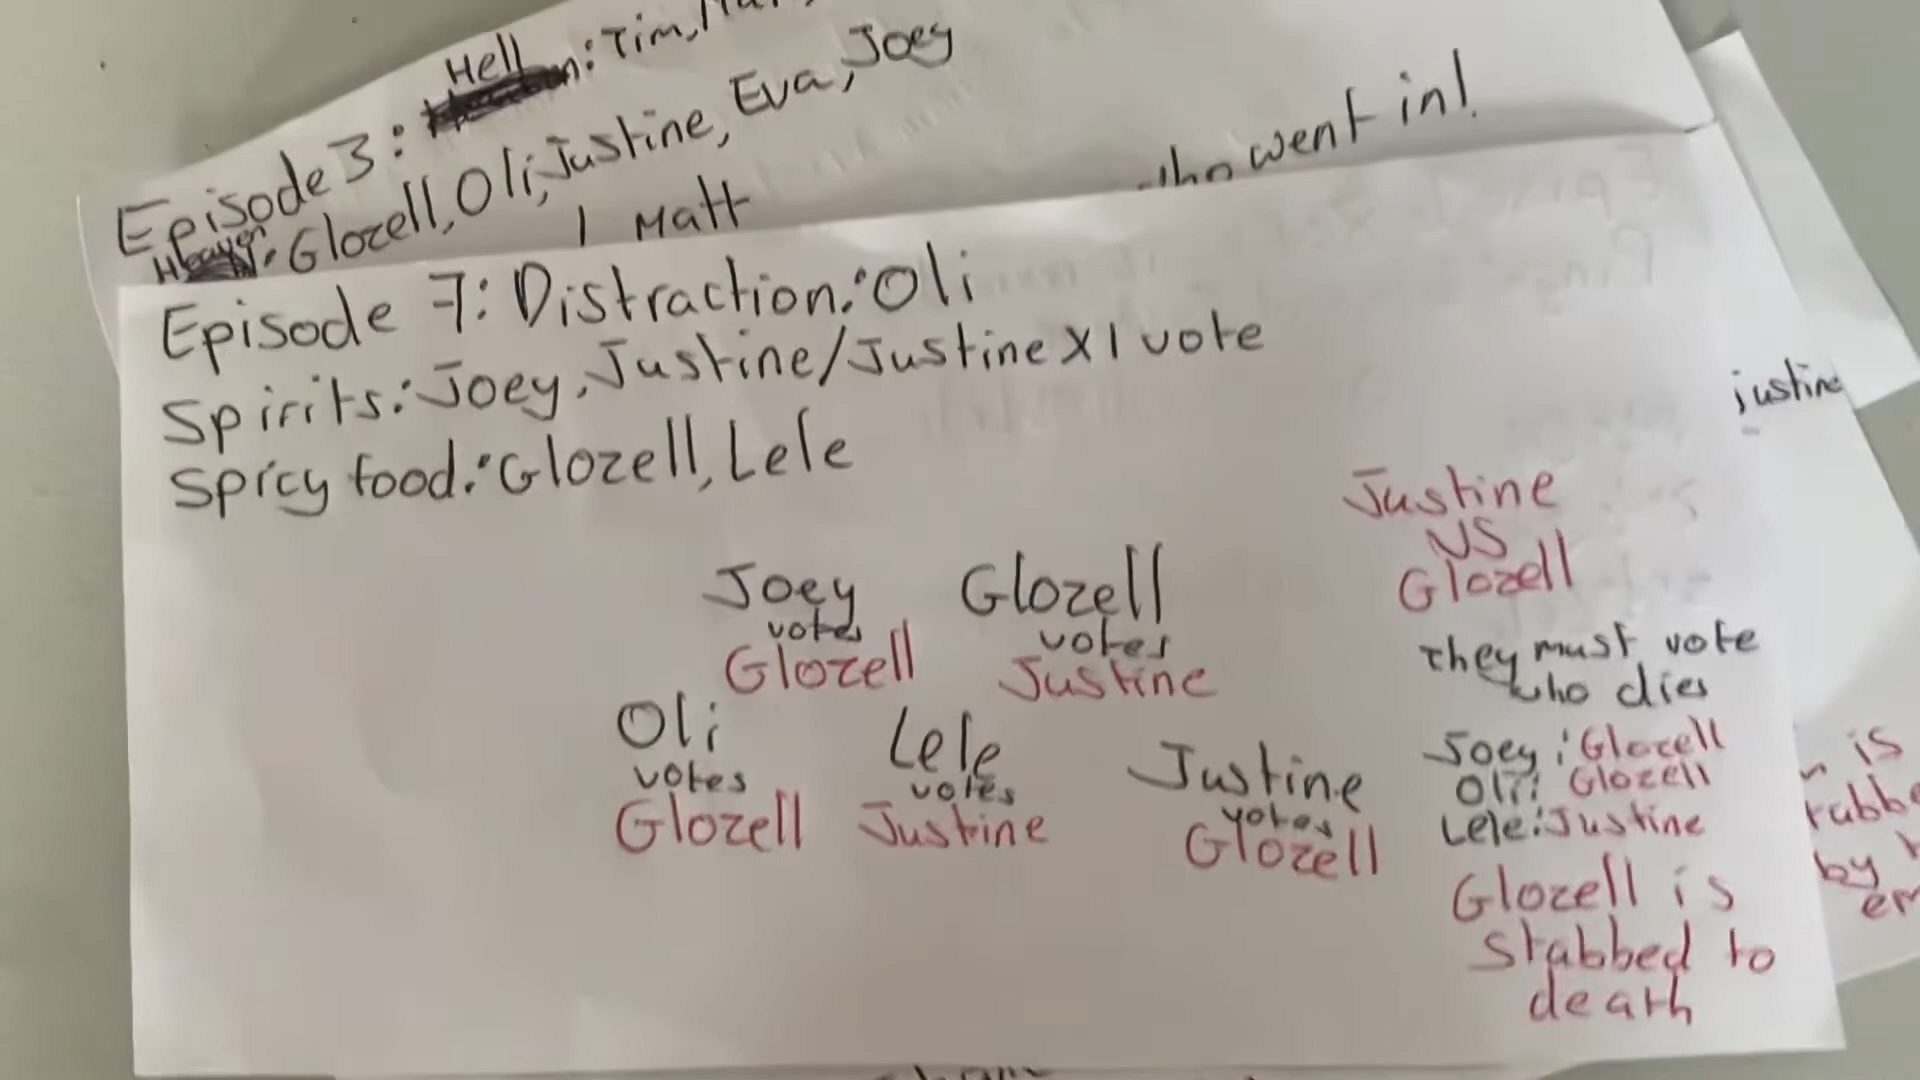 Hell
Episode 3: n: Tim,
Heaven: Glozell, Oli, Justine, Eva, Joey
1 Matt
who went in!
Episode 7: Distraction: Oli
Spirits: Joey, Justine/Justine X 1 vote
Spicy food: Glozell, Lele
justine
Justine
VS
Glozell
Joey
votes
Glozell
Glozell
votes
Justine
They must vote
who dies
Oli
votes
Glozell
Lele
votes
Justine
Justine
votes
Glozell
Joey: Glozell
Oli: Glozell
Lele: Justine
Glozell is
stabbed to
death
is
by